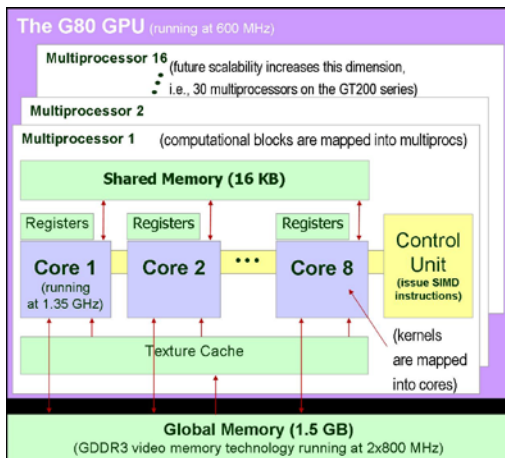 The G80 GPU (running at 600 MHz)
Multiprocessor 16
(future scalability increases this dimension,
i.e., 30 multiprocessors on the GT200 series)
Multiprocessor 2
Multiprocessor 1 (computational blocks are mapped into multiprocs)
Shared Memory (16 KB)
Registers Registers Registers
Core 1
(running
at 1.35 GHz)
Core 2
•••
Core 8
Control
Unit
(issue SIMD
instructions)
Texture Cache
(kernels
are mapped
into cores)
Global Memory (1.5 GB)
(GDDR3 video memory technology running at 2x800 MHz)